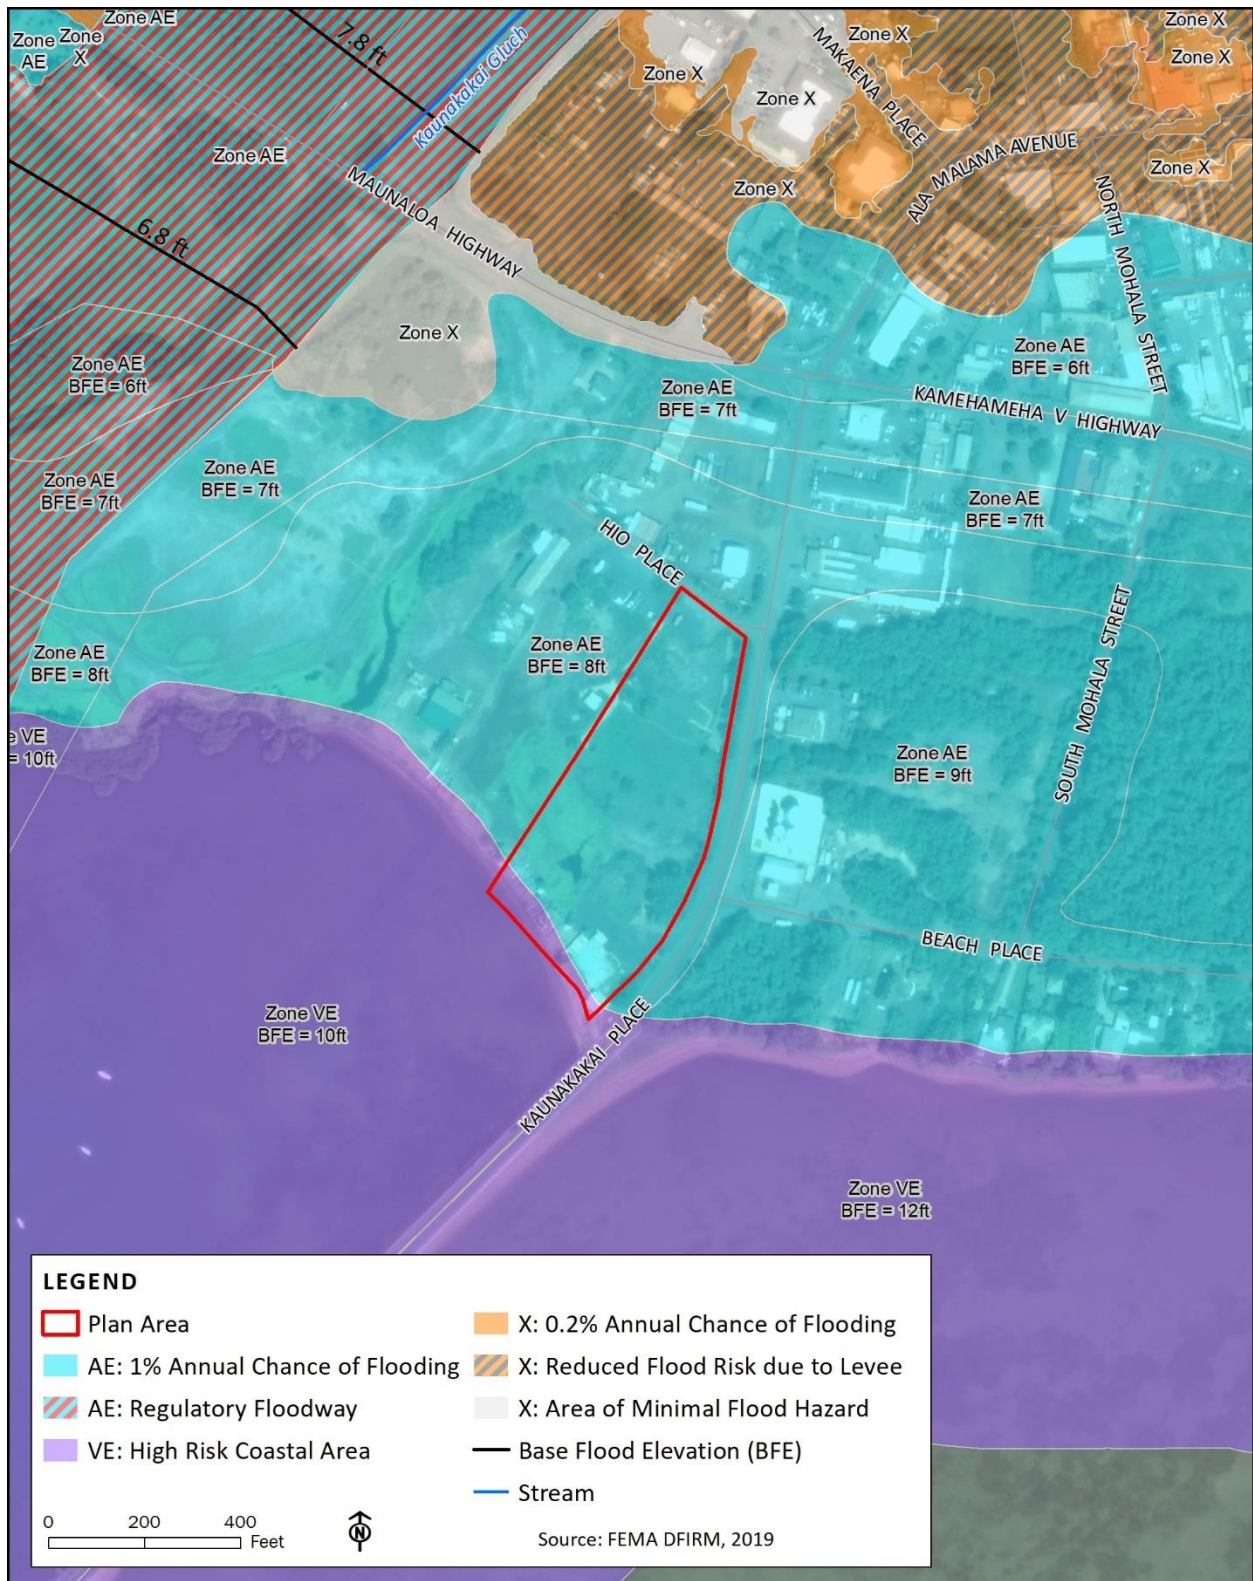 Zone AE
Zone X
Zone
AE
Zone
X
7.8 ft
Kaunakakai Gluch
Zone AE
MAUNALOA HIGHWAY
6.8 ft
MAKAENA PLACE
Zone X
Zone X
Zone X
Zone X
ALA MALAMA AVENUE
Zone X
Zone X
NORTH MOHALA STREET
Zone X
Zone AE
BFE = 6ft
Zone AE
BFE = 6ft
Zone AE
BFE = 7ft
KAMEHAMEHA V HIGHWAY
Zone AE
BFE = 7ft
Zone AE
BFE = 7ft
Zone AE
BFE = 7ft
HIO PLACE
SOUTH MOHALA STREET
Zone AE
BFE = 8ft
Zone AE
BFE = 8ft
e VE
= 10ft
Zone AE
BFE = 9ft
BEACH PLACE
Zone VE
BFE = 10ft
KAUNAKAKAI PLACE
Zone VE
BFE = 12ft
LEGEND
Plan Area
AE: 1% Annual Chance of Flooding
AE: Regulatory Floodway
VE: High Risk Coastal Area
X: 0.2% Annual Chance of Flooding
X: Reduced Flood Risk due to Levee
X: Area of Minimal Flood Hazard
Base Flood Elevation (BFE)
Stream
0 200 400
Feet
N
Source: FEMA DFIRM, 2019